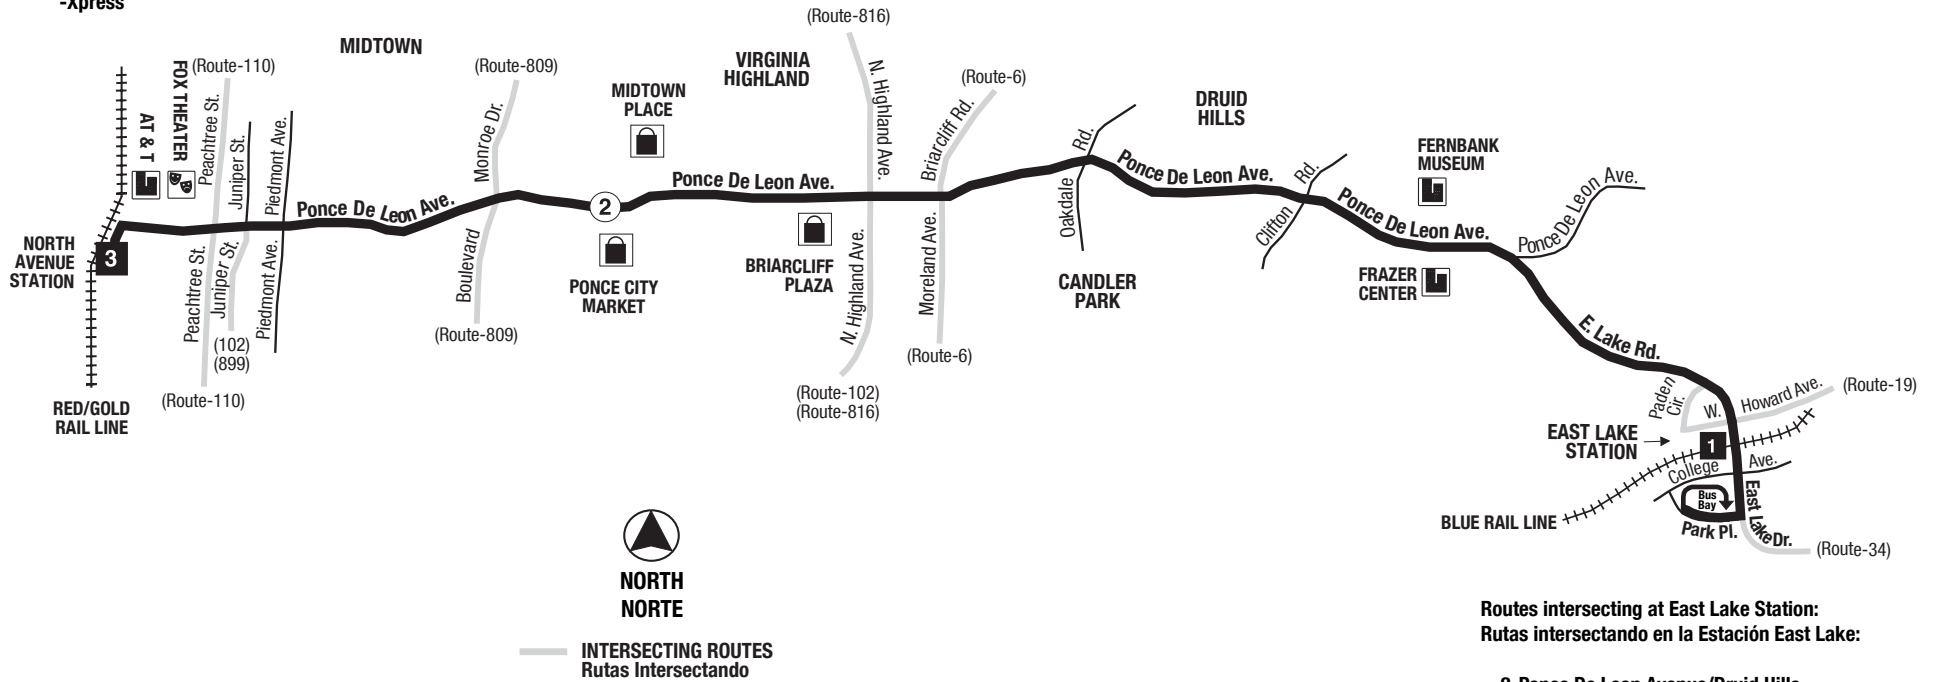 -Xpress
(Route-816)
MIDTOWN
VIRGINIA
HIGHLAND
(Route-110)
(Route-809)
(Route-6)
FOX THEATER
AT & T
Peachtree St.
Juniper St.
Piedmont Ave.
Monroe Dr.
MIDTOWN
PLACE
N. Highland Ave.
Briarcliff Rd.
DRUID
HILLS
Oakdale Rd.
Clifton Rd.
FERNBANK
MUSEUM
Ponce De Leon Ave.
Ponce De Leon Ave.
Ponce De Leon Ave.
Ponce De Leon Ave.
Ponce De Leon Ave.
2
NORTH
AVENUE
STATION
3
Peachtree St.
Juniper St.
Piedmont Ave.
Boulevard
PONCE CITY
MARKET
BRIARCLIFF
PLAZA
N. Highland Ave.
Moreland Ave.
CANDLER
PARK
FRAZER
CENTER
(102)
(899)
(Route-110)
(Route-809)
(Route-6)
(Route-102)
(Route-816)
RED/GOLD
RAIL LINE
E. Lake Rd.
Paden
Cir.
W. Howard Ave.
(Route-19)
EAST LAKE
STATION
1
College Ave.
Bus
Bay
BLUE RAIL LINE
Park Pl.
East Lake Dr.
(Route-34)
NORTH
NORTE
INTERSECTING ROUTES
Rutas Intersectando
Routes intersecting at East Lake Station:
Rutas intersectando en la Estación East Lake:
2-Ponce De Leon Avenue/Druid Hills